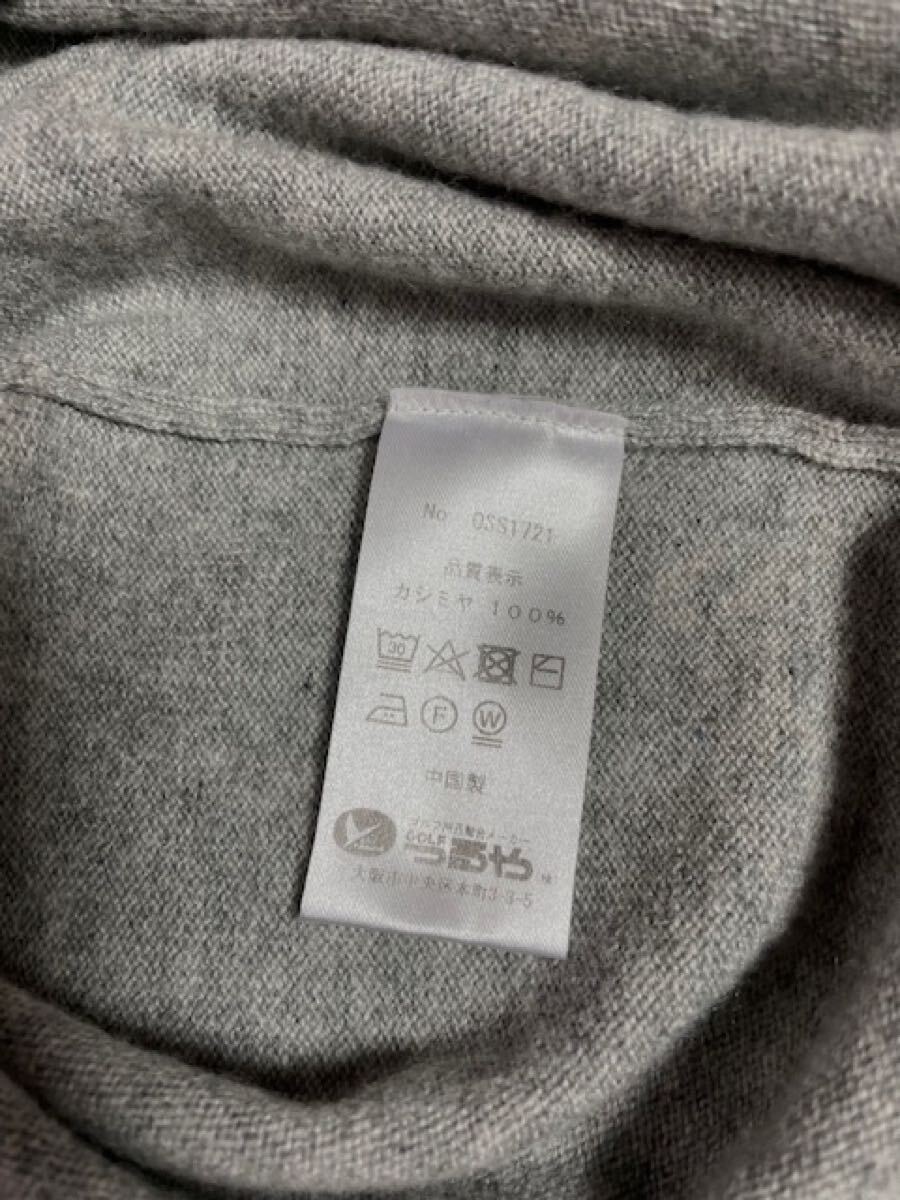 No 0SS1721
品質表示
カシミヤ 100%
30
F W
中国製
ゴルフ用品総合メーカー
GOLF
つるや
大阪市中央区本町3-3-5